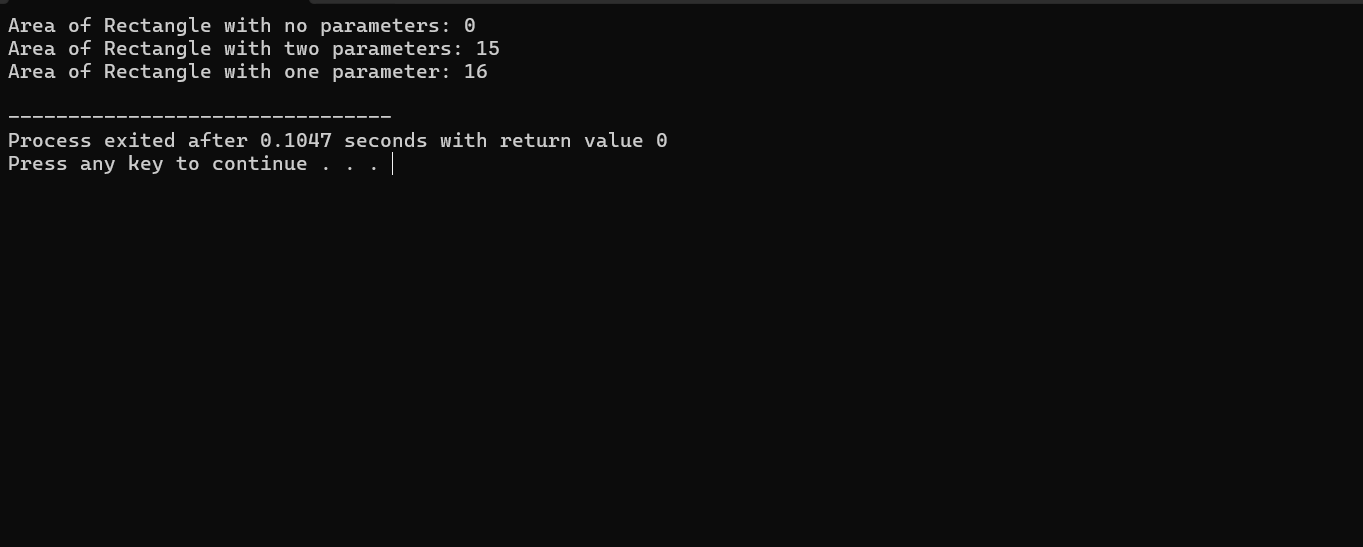 Area of Rectangle with no parameters: 0
Area of Rectangle with two parameters: 15
Area of Rectangle with one parameter: 16
--------------------------------
Process exited after 0.1047 seconds with return value 0
Press any key to continue . . .